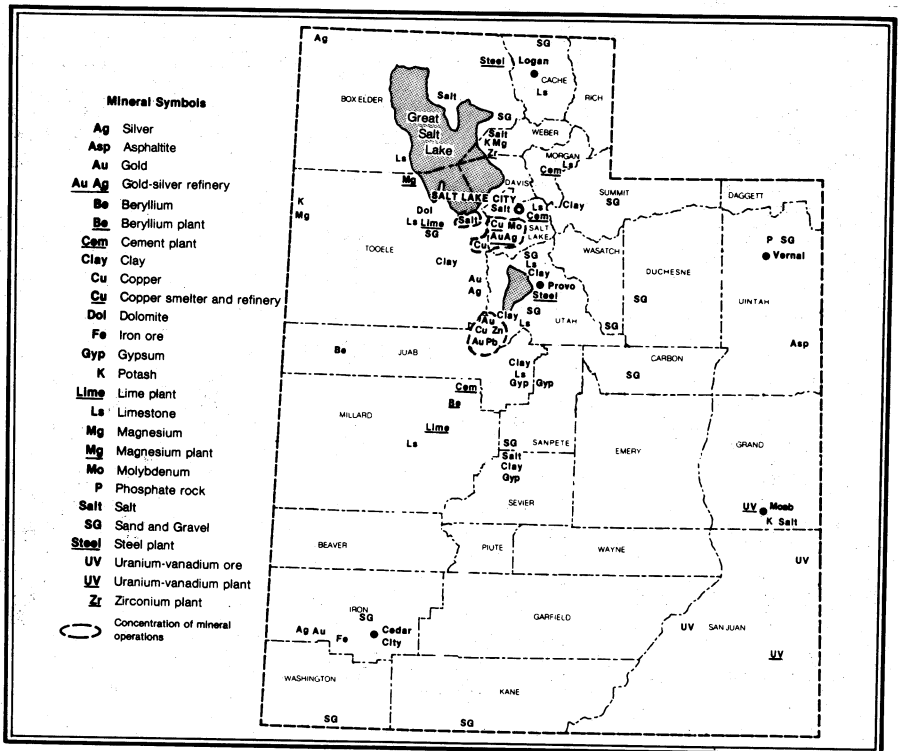 Mineral Symbols
Ag Silver
Asp Asphaltite
Au Gold
Au Ag Gold-silver refinery
Be Beryllium
Be Beryllium plant
Cem Cement plant
Clay Clay
Cu Copper
Cu Copper smelter and refinery
Dol Dolomite
Fe Iron ore
Gyp Gypsum
K Potash
Lime Lime plant
Ls Limestone
Mg Magnesium
Mg Magnesium plant
Mo Molybdenum
P Phosphate rock
Salt Salt
SG Sand and Gravel
Steel Steel plant
UV Uranium-vanadium ore
UV Uranium-vanadium plant
Zr Zirconium plant
Concentration of mineral
operations
Ag
SG
Steel
Logan
CACHE
Ls
RICH
BOX ELDER
Salt
Great
Salt
Lake
SG
Salt
K Mg
Zr
WEBER
MORGAN
Ls
Cem
Ls
Mg
DAVIS
SALT LAKE CITY
Salt
Ls
Cem
Clay
SUMMIT
SG
DAGGETT
K
Mg
Dol
Ls Lime
SG
Salt
Cu Mo
Au Ag
SALT
LAKE
Cu
TOOELE
Clay
WASATCH
P SG
Vernal
DUCHESNE
UINTAH
SG
Ls
Clay
Provo
Steel
Au
Ag
SG
SG
Clay
Ls
UTAH
SG
Au
Cu Zn
Au Pb
Asp
Be
JUAB
CARBON
SG
Clay
Ls
Gyp
Gyp
Cem
Be
MILLARD
Lime
Ls
SG
SANPETE
Salt
Clay
Gyp
EMERY
GRAND
SEVIER
UV
Moab
K Salt
BEAVER
PIUTE
WAYNE
UV
IRON
SG
Ag Au
Fe
Cedar
City
GARFIELD
UV
SAN JUAN
UV
WASHINGTON
KANE
SG
SG